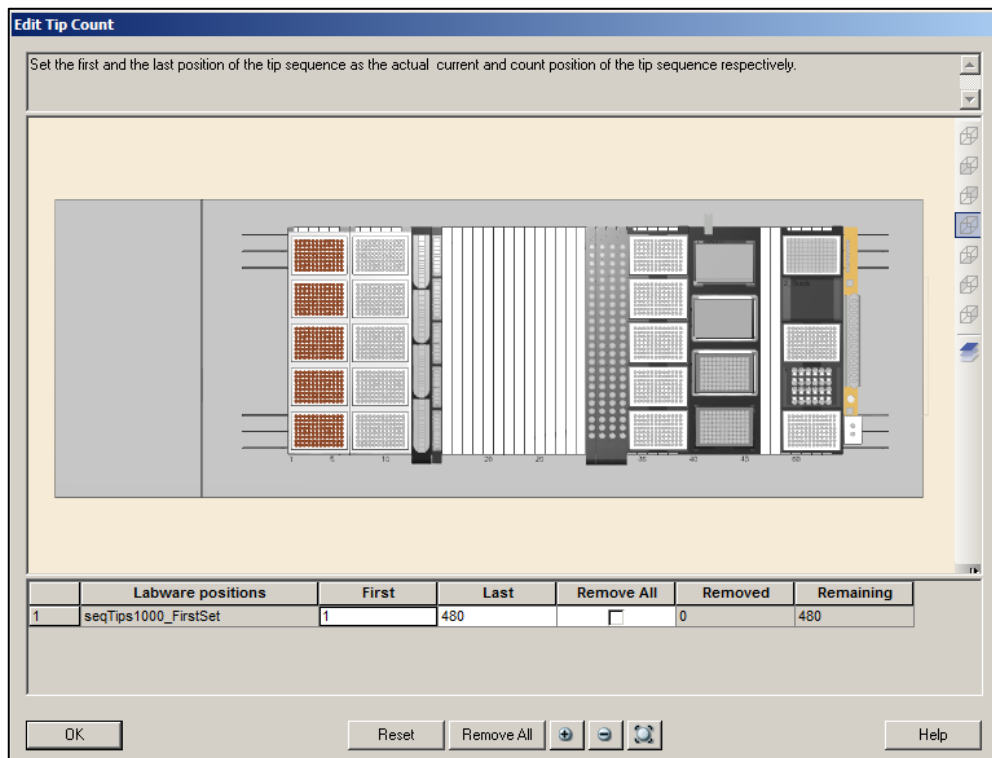 Edit Tip Count
Set the first and the last position of the tip sequence as the actual current and count position of the tip sequence respectively.
1 5 10 20 25 35 40 45
Labware positions First Last Remove All Removed Remaining
1 seqTips1000_FirstSet 1 480 0 480
OK Reset Remove All Help